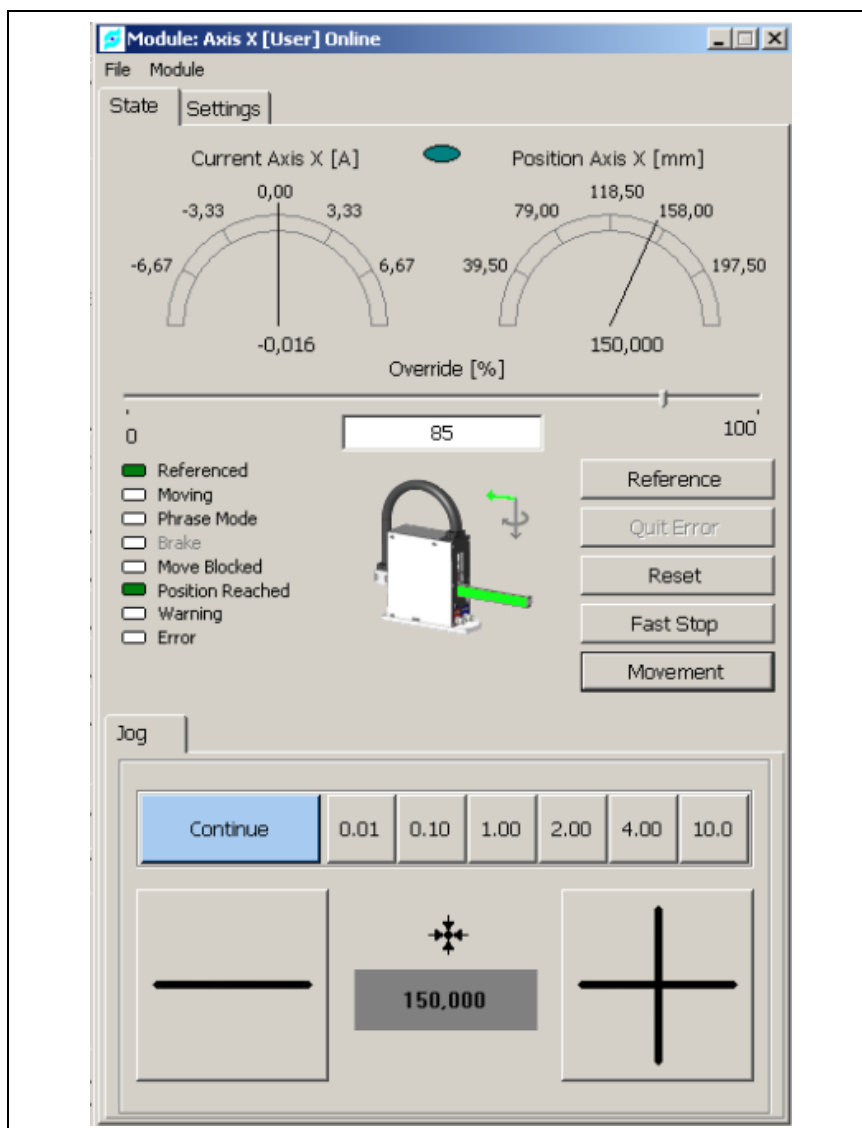 Module: Axis X [User] Online
File Module
State Settings
Current Axis X [A] Position Axis X [mm]
0,00 118,50
-3,33 3,33 79,00 158,00
-6,67 6,67 39,50 197,50
-0,016 150,000
Override [%]
0 85 100
Referenced
Moving
Phrase Mode
Brake
Move Blocked
Position Reached
Warning
Error
Reference
Quit Error
Reset
Fast Stop
Movement
Jog
Continue 0.01 0.10 1.00 2.00 4.00 10.0
150,000